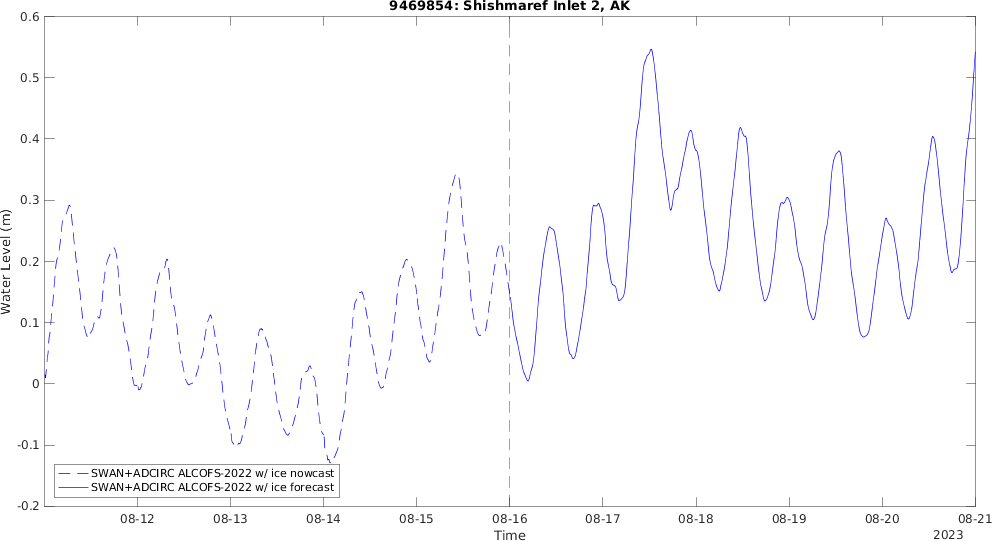 9469854: Shishmaref Inlet 2, AK
Water Level (m)
0.6
0.5
0.4
0.3
0.2
0.1
0
-0.1
-0.2
SWAN+ADCIRC ALCOFS-2022 w/ ice nowcast
SWAN+ADCIRC ALCOFS-2022 w/ ice forecast
08-12 08-13 08-14 08-15 08-16 08-17 08-18 08-19 08-20 08-21
Time
2023